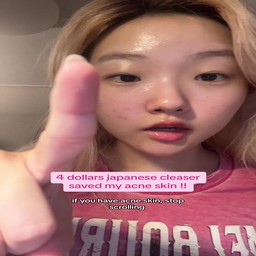 4 dollars japanese cleaser
saved my acne skin !!
if you have acne skin, stop
scrolling